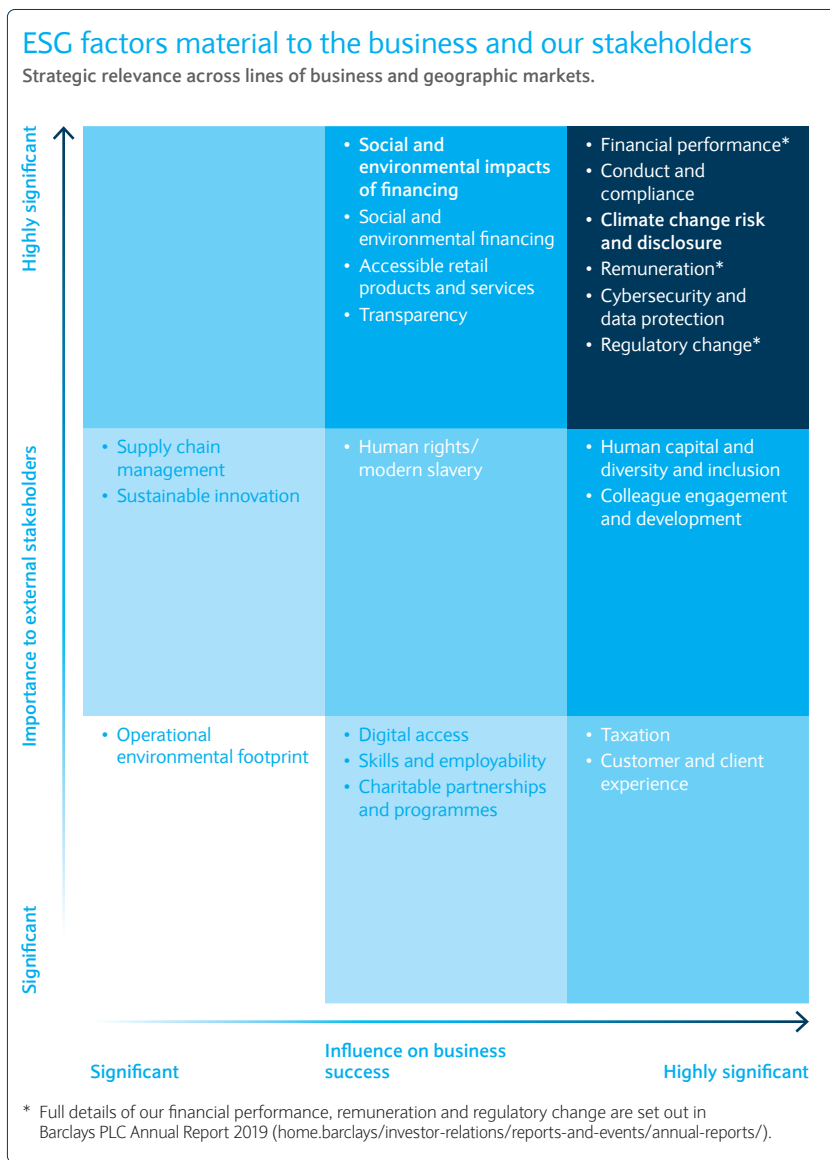 ESG factors material to the business and our stakeholders
Strategic relevance across lines of business and geographic markets.
Highly significant
Importance to external stakeholders
Significant
• Social and
environmental impacts
of financing
• Social and
environmental financing
• Accessible retail
products and services
• Transparency
• Financial performance*
• Conduct and
compliance
• Climate change risk
and disclosure
• Remuneration*
• Cybersecurity and
data protection
• Regulatory change*
• Supply chain
management
• Sustainable innovation
• Human rights/
modern slavery
• Human capital and
diversity and inclusion
• Colleague engagement
and development
• Operational
environmental footprint
• Digital access
• Skills and employability
• Charitable partnerships
and programmes
• Taxation
• Customer and client
experience
Significant
Influence on business
success
Highly significant
* Full details of our financial performance, remuneration and regulatory change are set out in
Barclays PLC Annual Report 2019 (home.barclays/investor-relations/reports-and-events/annual-reports/).